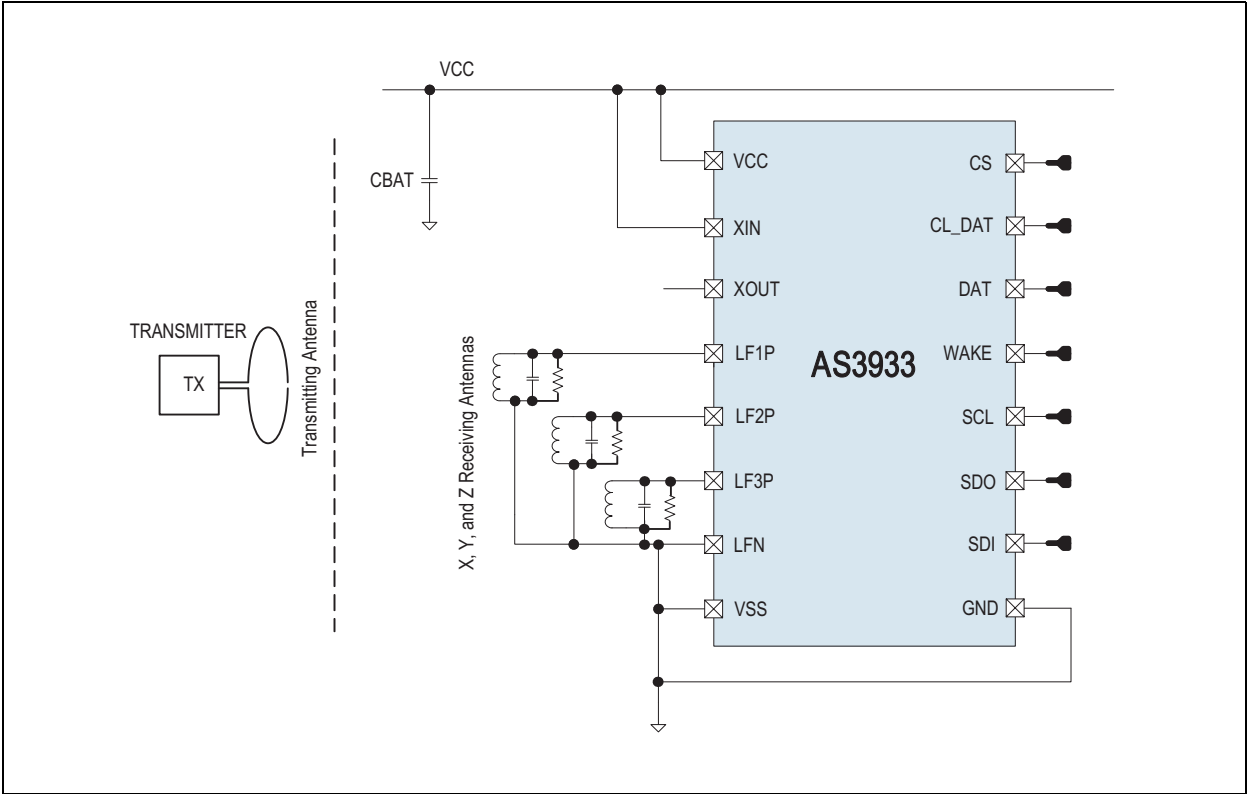 VCC
CBAT
TRANSMITTER
TX
Transmitting Antenna
X, Y, and Z Receiving Antennas
VCC
XIN
XOUT
LF1P
LF2P
LF3P
LFN
VSS
AS3933
CS
CL_DAT
DAT
WAKE
SCL
SDO
SDI
GND